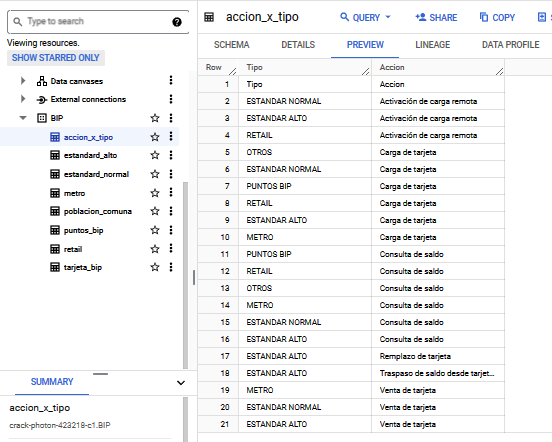 Type to search
Viewing resources.
SHOW STARRED ONLY
Data canvases
External connections
BIP
accion_x_tipo
estandard_alto
estandard_normal
metro
poblacion_comuna
puntos_bip
retail
tarjeta_bip
SUMMARY
accion_x_tipo
crack-photon-423218-c1.BIP
accion_x_tipo
QUERY
SHARE
COPY
S
SCHEMA
DETAILS
PREVIEW
LINEAGE
DATA PROFILE
Row Tipo Accion
1 Tipo Accion
2 ESTANDAR NORMAL Activación de carga remota
3 ESTANDAR ALTO Activación de carga remota
4 RETAIL Activación de carga remota
5 OTROS Carga de tarjeta
6 ESTANDAR NORMAL Carga de tarjeta
7 PUNTOS BIP Carga de tarjeta
8 RETAIL Carga de tarjeta
9 ESTANDAR ALTO Carga de tarjeta
10 METRO Carga de tarjeta
11 PUNTOS BIP Consulta de saldo
12 RETAIL Consulta de saldo
13 OTROS Consulta de saldo
14 METRO Consulta de saldo
15 ESTANDAR NORMAL Consulta de saldo
16 ESTANDAR ALTO Consulta de saldo
17 ESTANDAR ALTO Remplazo de tarjeta
18 ESTANDAR ALTO Traspaso de saldo desde tarjet...
19 METRO Venta de tarjeta
20 ESTANDAR NORMAL Venta de tarjeta
21 ESTANDAR ALTO Venta de tarjeta